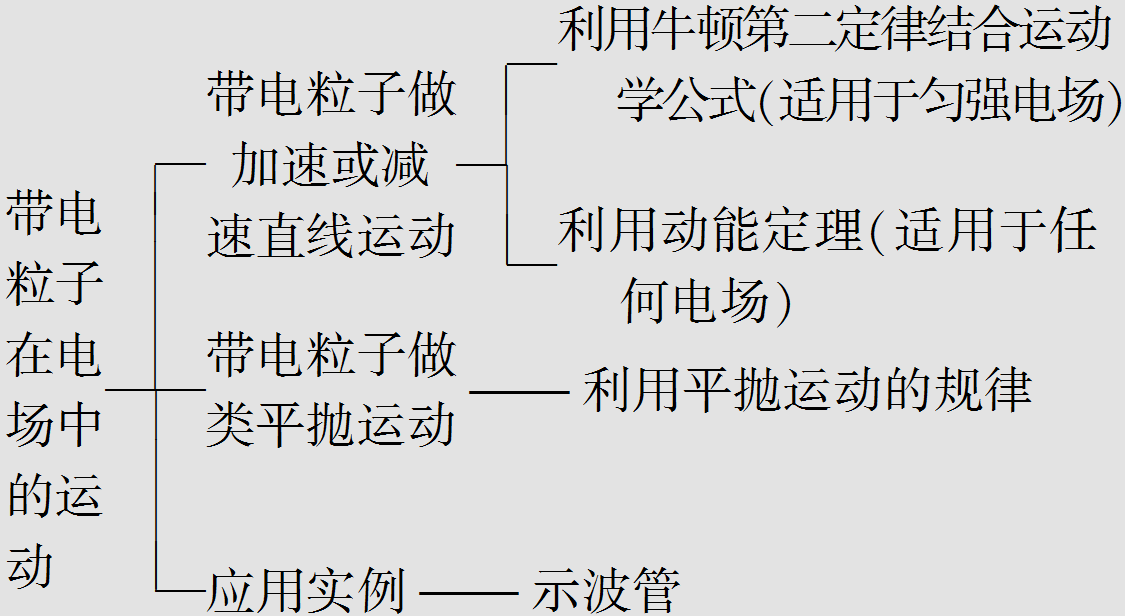 带电
粒子
在电
场中
的运
动
带电粒子做
加速或减
速直线运动
利用牛顿第二定律结合运动
学公式(适用于匀强电场)
利用动能定理(适用于任
何电场)
带电粒子做
类平抛运动
利用平抛运动的规律
应用实例
示波管